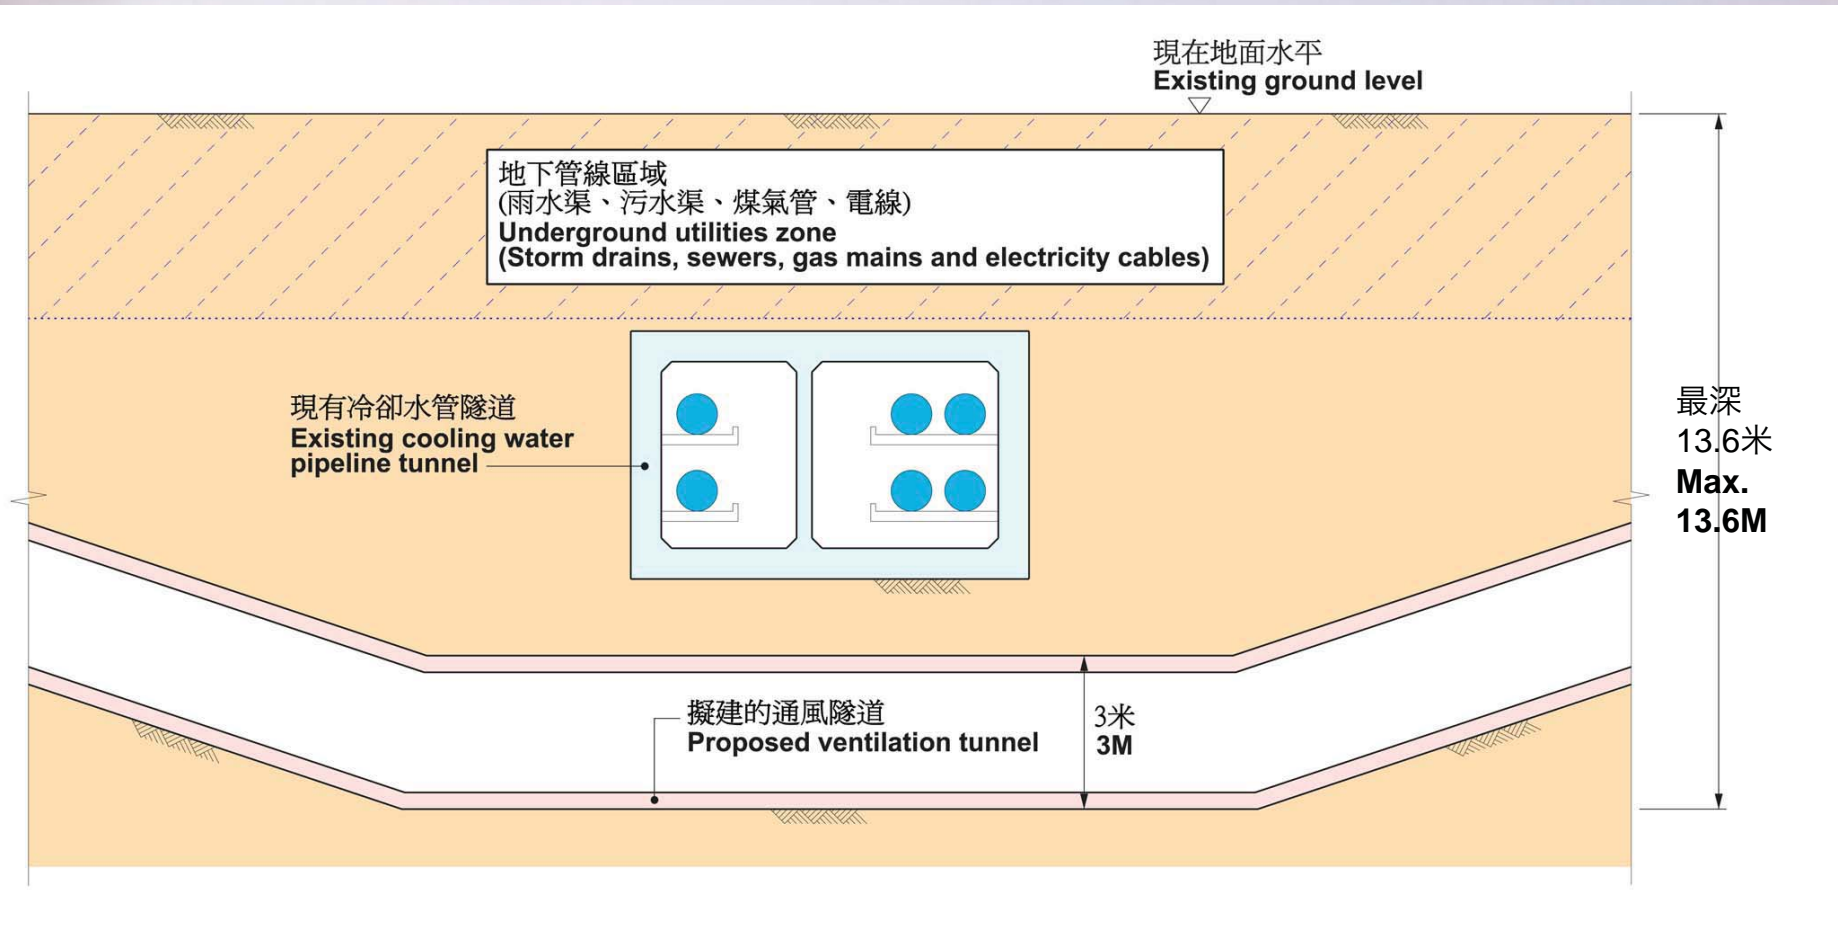 現在地面水平
Existing ground level
地下管線區域
(雨水渠、污水渠、煤氣管、電線)
Underground utilities zone
(Storm drains, sewers, gas mains and electricity cables)
現有冷卻水管隧道
Existing cooling water
pipeline tunnel
最深
13.6米
Max.
13.6M
擬建的通風隧道
Proposed ventilation tunnel
3米
3M